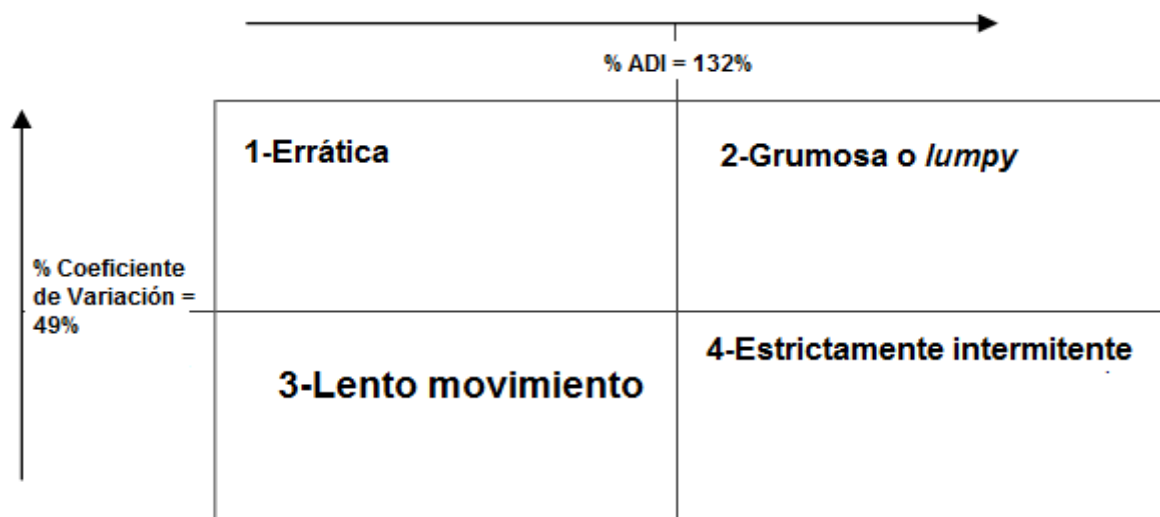 % ADI = 132%
1-Errática
2-Grumosa o lumpy
% Coeficiente
de Variación =
49%
3-Lento movimiento
4-Estrictamente intermitente